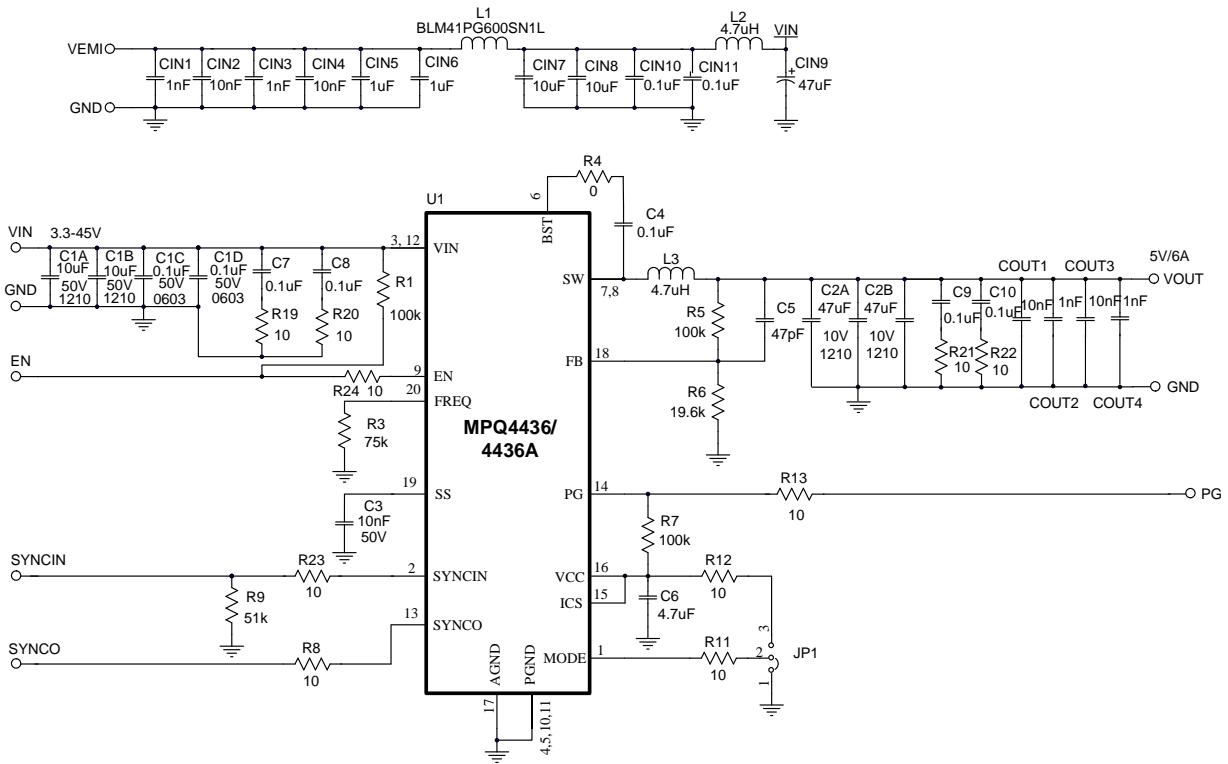 L1
BLM41PG600SN1L
L2
4.7uH
VIN
VEMI
CIN1
1nF
CIN2
10nF
CIN3
1nF
CIN4
10nF
CIN5
1uF
CIN6
1uF
CIN7
10uF
CIN8
10uF
CIN10
0.1uF
CIN11
0.1uF
+
CIN9
47uF
GND
R4
0
6
U1
BST
C4
0.1uF
VIN
3.3-45V
3, 12
VIN
C1A
10uF
50V
1210
C1B
10uF
50V
1210
C1C
0.1uF
50V
0603
C1D
0.1uF
50V
0603
C7
0.1uF
C8
0.1uF
R1
100k
GND
R19
10
R20
10
SW
7,8
L3
4.7uH
5V/6A
VOUT
COUT1
COUT3
R5
100k
C5
47pF
C2A
47uF
10V
1210
C2B
47uF
10V
1210
C9
0.1uF
C10
0.1uF
10nF
1nF
10nF
1nF
R21
10
R22
10
EN
9
EN
R24
10
FB
18
GND
COUT2
COUT4
20
FREQ
R3
75k
R6
19.6k
MPQ4436/
4436A
19
SS
C3
10nF
50V
PG
14
R13
10
PG
R7
100k
SYNCIN
R23
10
2
SYNCIN
R9
51k
VCC
16
R12
10
ICS
15
C6
4.7uF
13
SYNCO
SYNCO
R8
10
MODE
1
R11
10
3
2
1
JP1
AGND
PGND
17
4,5,10,11